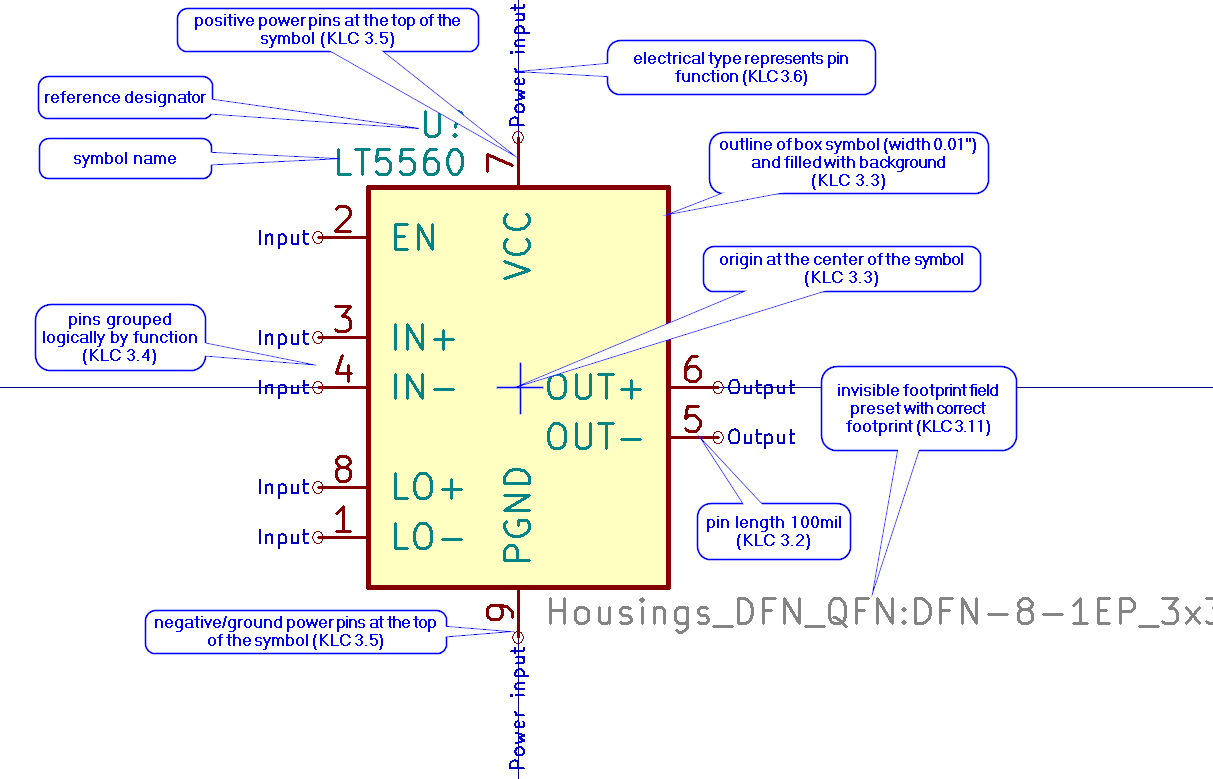 positive power pins at the top of the
symbol (KLC 3.5)
Power input
electrical type represents pin
function (KLC 3.6)
reference designator
U?
symbol name
LT5560
7
outline of box symbol (width 0.01")
and filled with background
(KLC 3.3)
Input 2 EN
VCC
origin at the center of the symbol
(KLC 3.3)
pins grouped
logically by function
(KLC 3.4)
Input 3 IN+
Input 4 IN-
OUT+ 6 Output
OUT- 5 Output
invisible footprint field
preset with correct
footprint (KLC 3.11)
Input 8 LO+
Input 1 LO-
PGND
pin length 100mil
(KLC 3.2)
9
Housings_DFN_QFN:DFN-8-1EP_3x3
negative/ground power pins at the top
of the symbol (KLC 3.5)
Power input